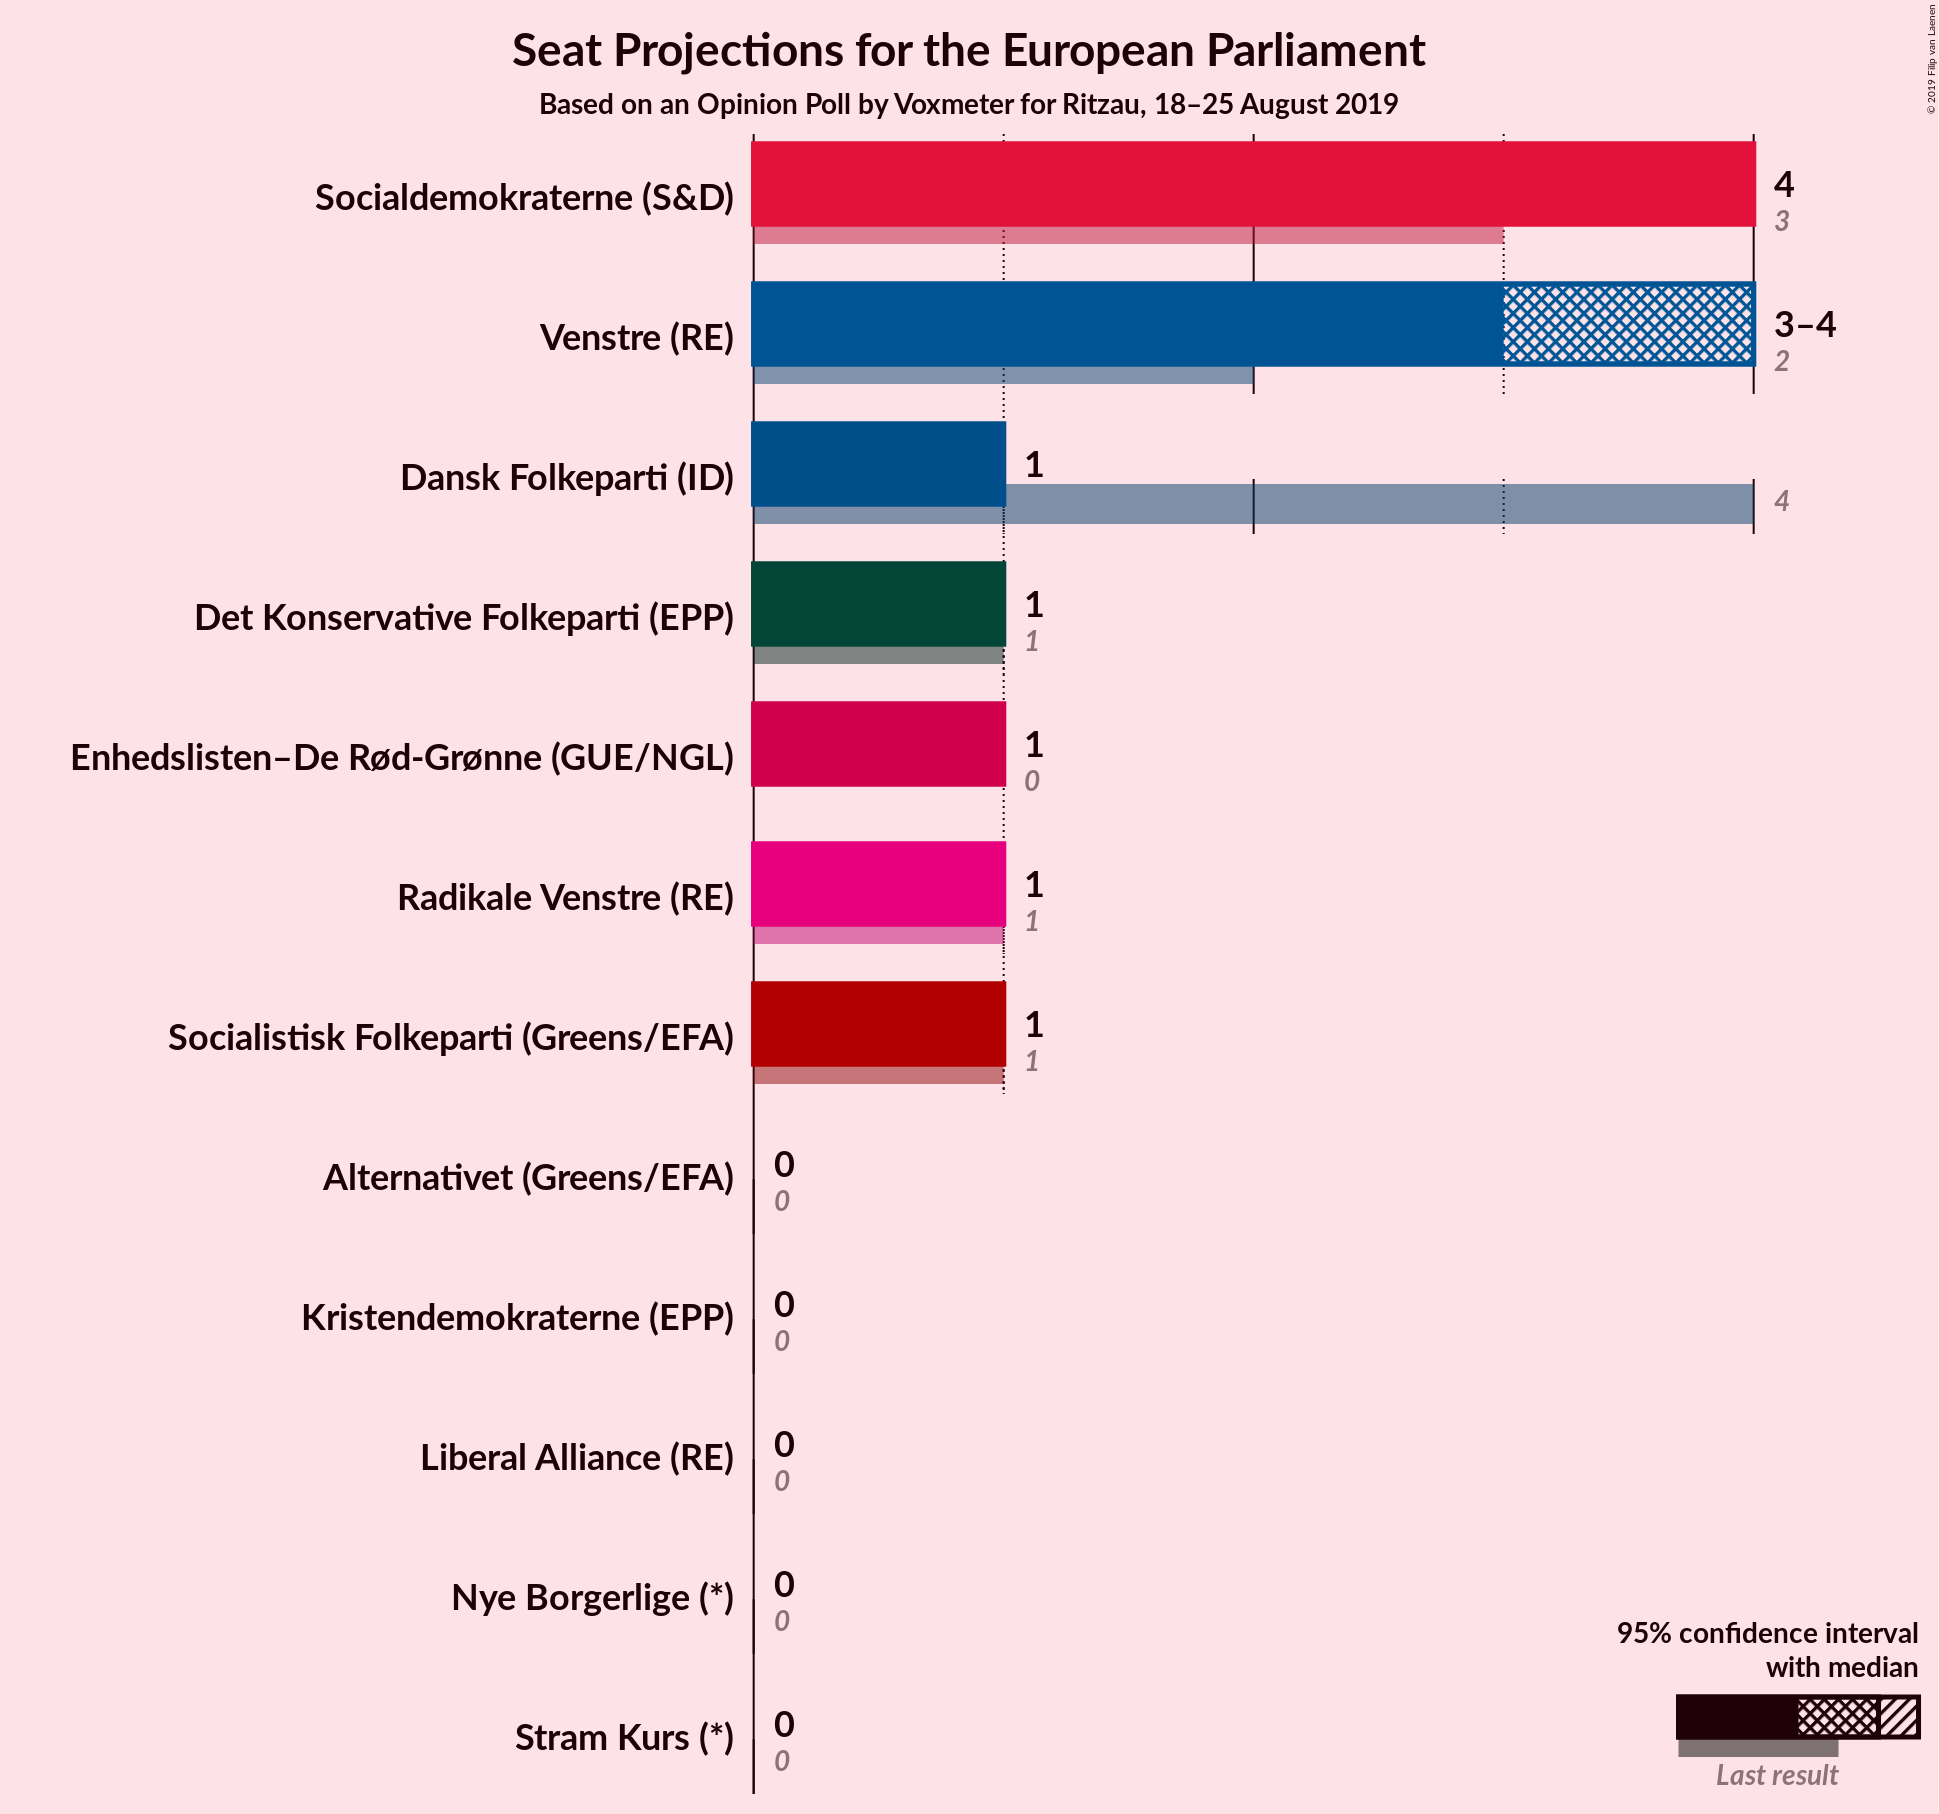 Seat Projections for the European Parliament
Based on an Opinion Poll by Voxmeter for Ritzau, 18–25 August 2019
© 2019 Filip van Laenen
Socialdemokraterne (S&D)
4
3
Venstre (RE)
3–4
2
Dansk Folkeparti (ID)
1
4
Det Konservative Folkeparti (EPP)
1
1
Enhedslisten–De Rød-Grønne (GUE/NGL)
1
0
Radikale Venstre (RE)
1
1
Socialistisk Folkeparti (Greens/EFA)
1
1
Alternativet (Greens/EFA)
0
0
Kristendemokraterne (EPP)
0
0
Liberal Alliance (RE)
0
0
Nye Borgerlige (*)
0
0
Stram Kurs (*)
0
0
95% confidence interval
with median
Last result